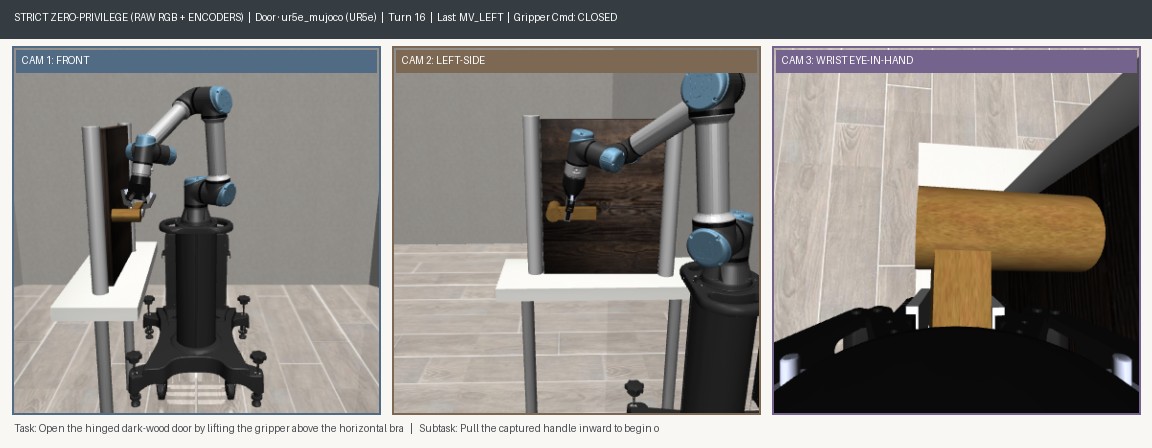 STRICT ZERO-PRIVILEGE (RAW RGB + ENCODERS) | Door · ur5e_mujoco (UR5e) | Turn 16 | Last: MV_LEFT | Gripper Cmd: CLOSED
CAM 1: FRONT
CAM 2: LEFT-SIDE
CAM 3: WRIST EYE-IN-HAND
Task: Open the hinged dark-wood door by lifting the gripper above the horizontal bra | Subtask: Pull the captured handle inward to begin o